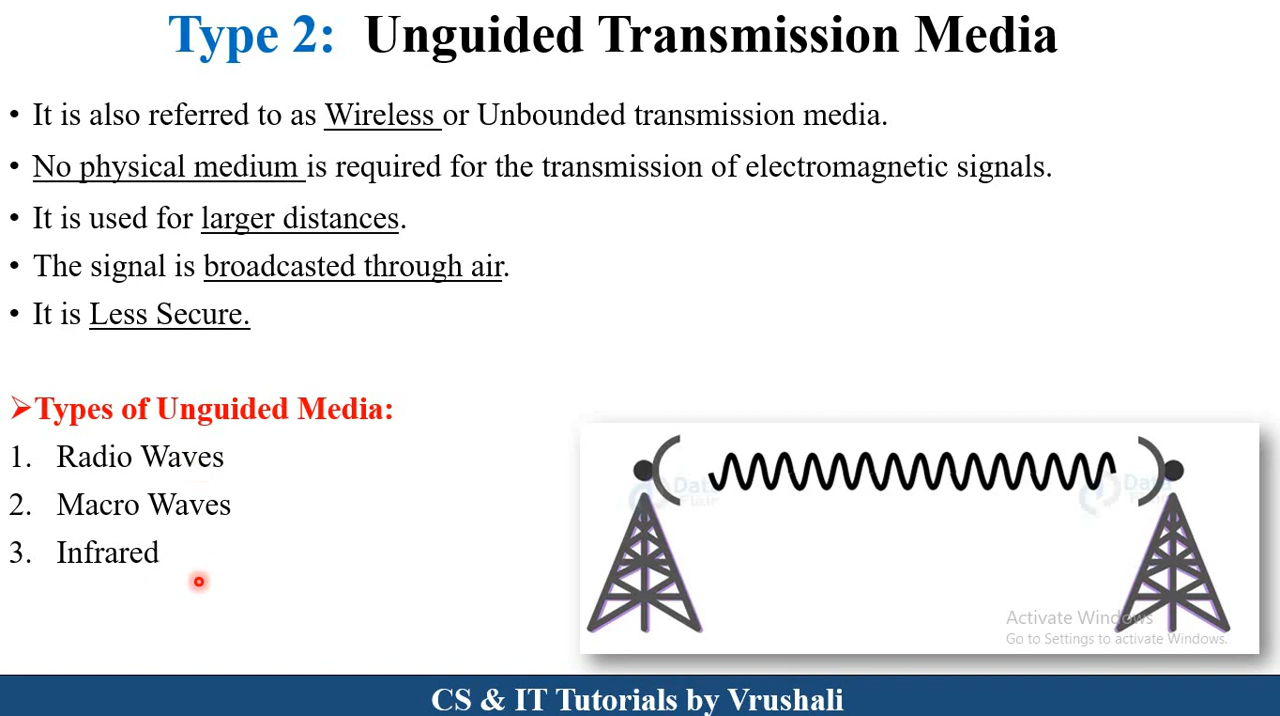 Type 2: Unguided Transmission Media
• It is also referred to as Wireless or Unbounded transmission media.
• No physical medium is required for the transmission of electromagnetic signals.
• It is used for larger distances.
• The signal is broadcasted through air.
• It is Less Secure.
➢Types of Unguided Media:
1. Radio Waves
2. Macro Waves
3. Infrared
Data
Data
Activate Windows
Go to Settings to activate Windows.
CS & IT Tutorials by Vrushali